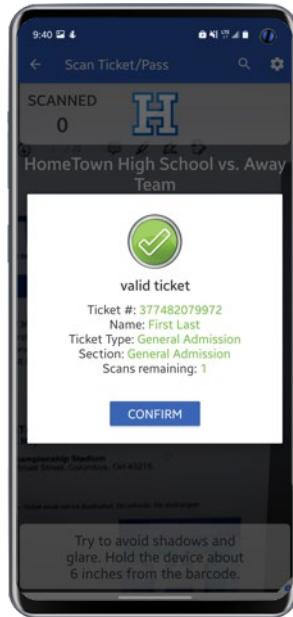 9:40
Scan Ticket/Pass
SCANNED
0
H
HomeTown High School vs. Away
Team
valid ticket
Ticket #: 377482079972
Name: First Last
Ticket Type: General Admission
Section: General Admission
Scans remaining: 1
CONFIRM
Championship Stadium
Broad Street, Columbus, OH 43215
Try to avoid shadows and
glare. Hold the device about
6 inches from the barcode.